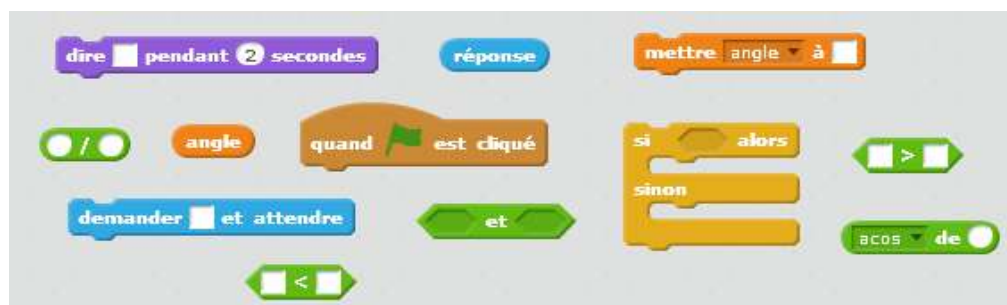 dire pendant 2 secondes
réponse
mettre angle à
/
angle
quand est cliqué
si alors
sinon
>
demander et attendre
et
acos de
<